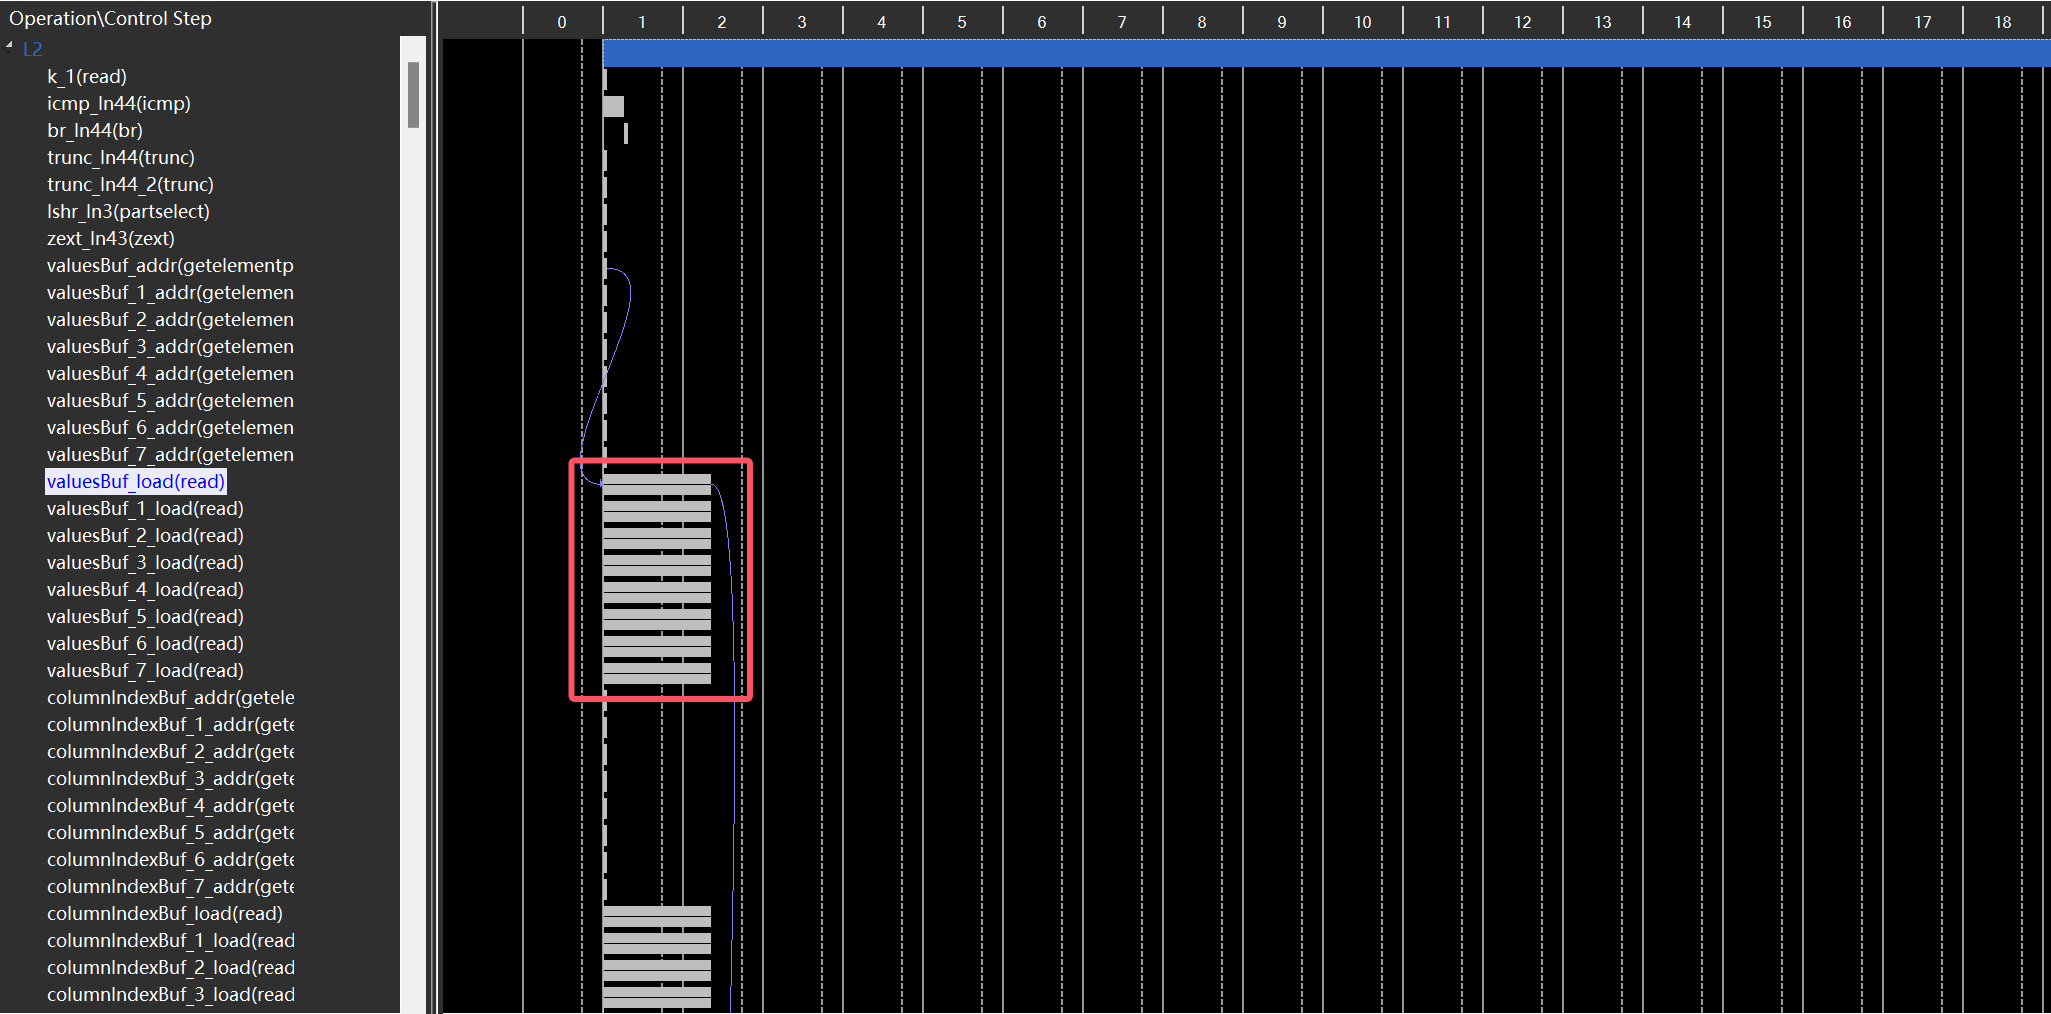 Operation\Control Step
0 1 2 3 4 5 6 7 8 9 10 11 12 13 14 15 16 17 18
L2
k_1(read)
icmp_ln44(icmp)
br_ln44(br)
trunc_ln44(trunc)
trunc_ln44_2(trunc)
lshr_ln3(partselect)
zext_ln43(zext)
valuesBuf_addr(getelementp
valuesBuf_1_addr(getelemen
valuesBuf_2_addr(getelemen
valuesBuf_3_addr(getelemen
valuesBuf_4_addr(getelemen
valuesBuf_5_addr(getelemen
valuesBuf_6_addr(getelemen
valuesBuf_7_addr(getelemen
valuesBuf_load(read)
valuesBuf_1_load(read)
valuesBuf_2_load(read)
valuesBuf_3_load(read)
valuesBuf_4_load(read)
valuesBuf_5_load(read)
valuesBuf_6_load(read)
valuesBuf_7_load(read)
columnIndexBuf_addr(getele
columnIndexBuf_1_addr(gete
columnIndexBuf_2_addr(gete
columnIndexBuf_3_addr(gete
columnIndexBuf_4_addr(gete
columnIndexBuf_5_addr(gete
columnIndexBuf_6_addr(gete
columnIndexBuf_7_addr(gete
columnIndexBuf_load(read)
columnIndexBuf_1_load(read
columnIndexBuf_2_load(read
columnIndexBuf_3_load(read